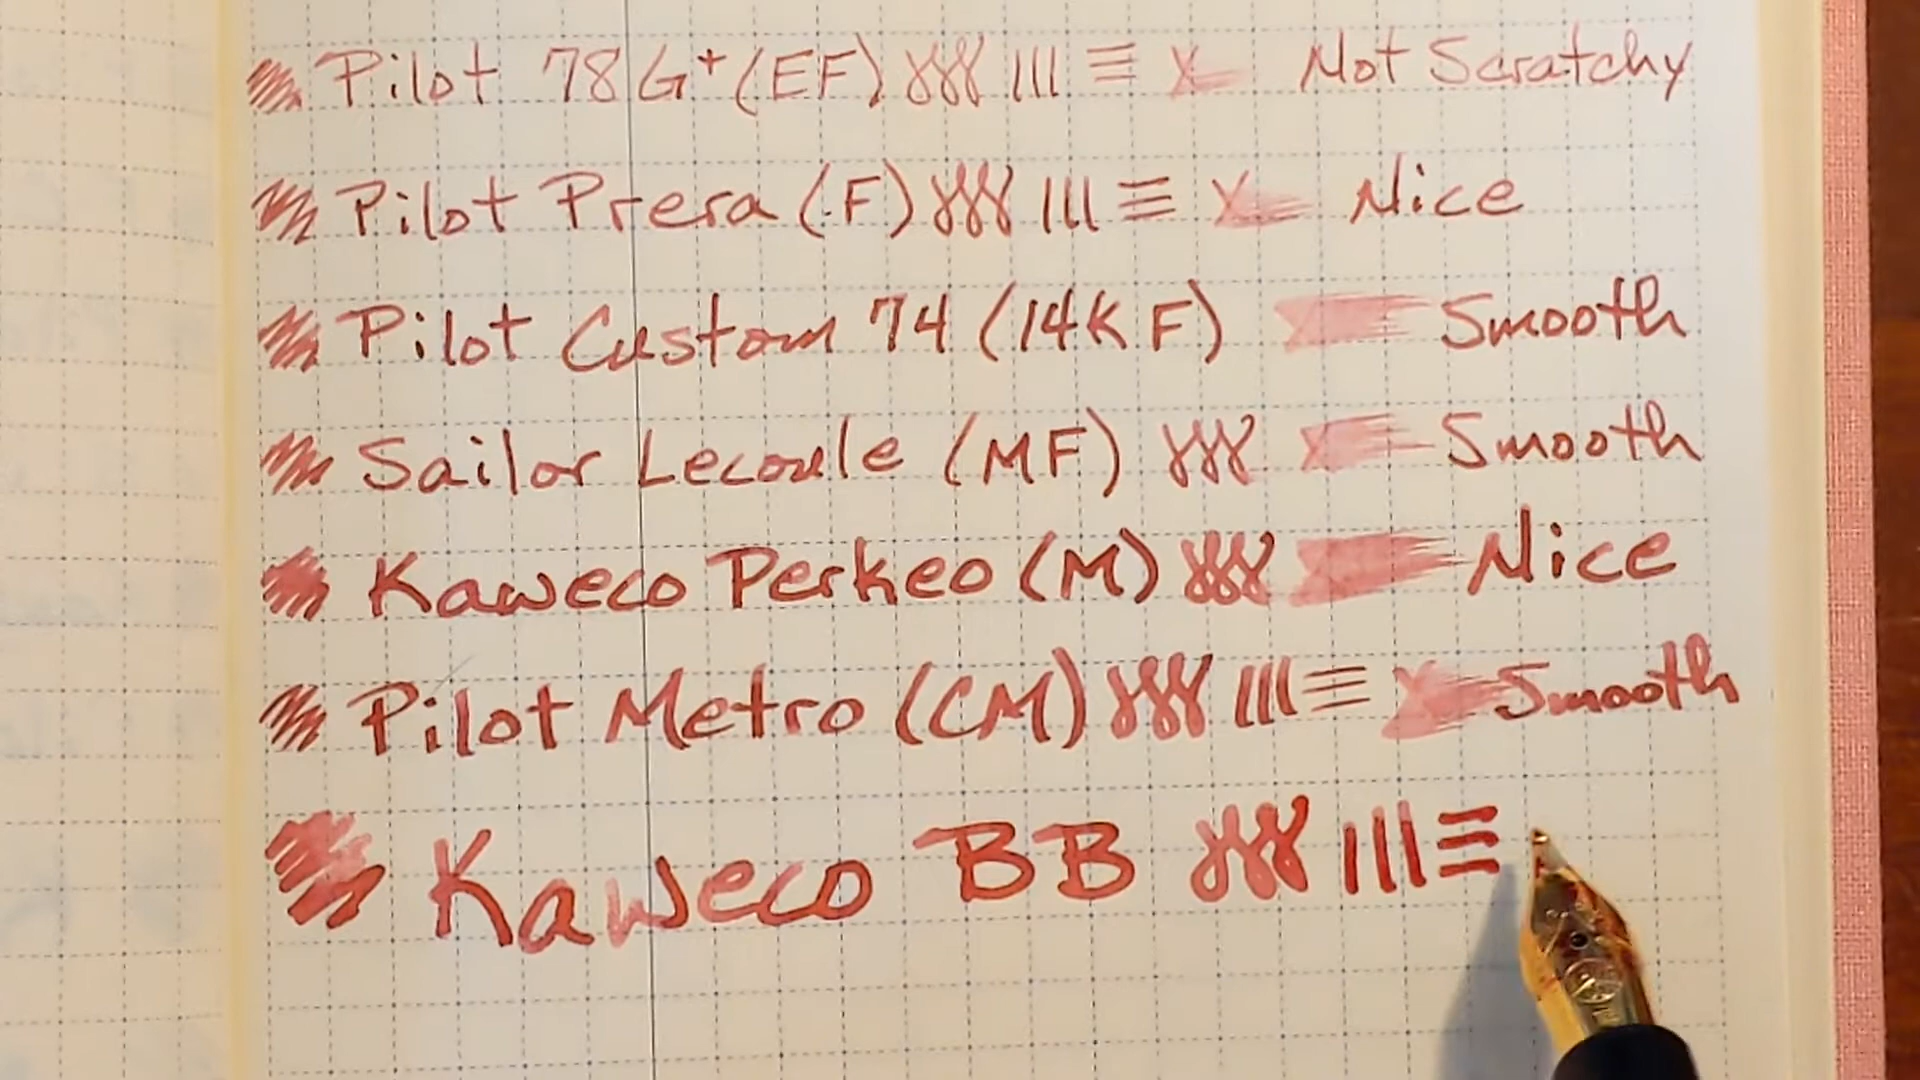 Pilot 78G+ (EF) Not Scratchy
Pilot Prera (F) Nice
Pilot Custom 74 (14K F) Smooth
Sailor Lecoule (MF) Smooth
Kaweco Perkeo (M) Nice
Pilot Metro (CM) Smooth
Kaweco BB